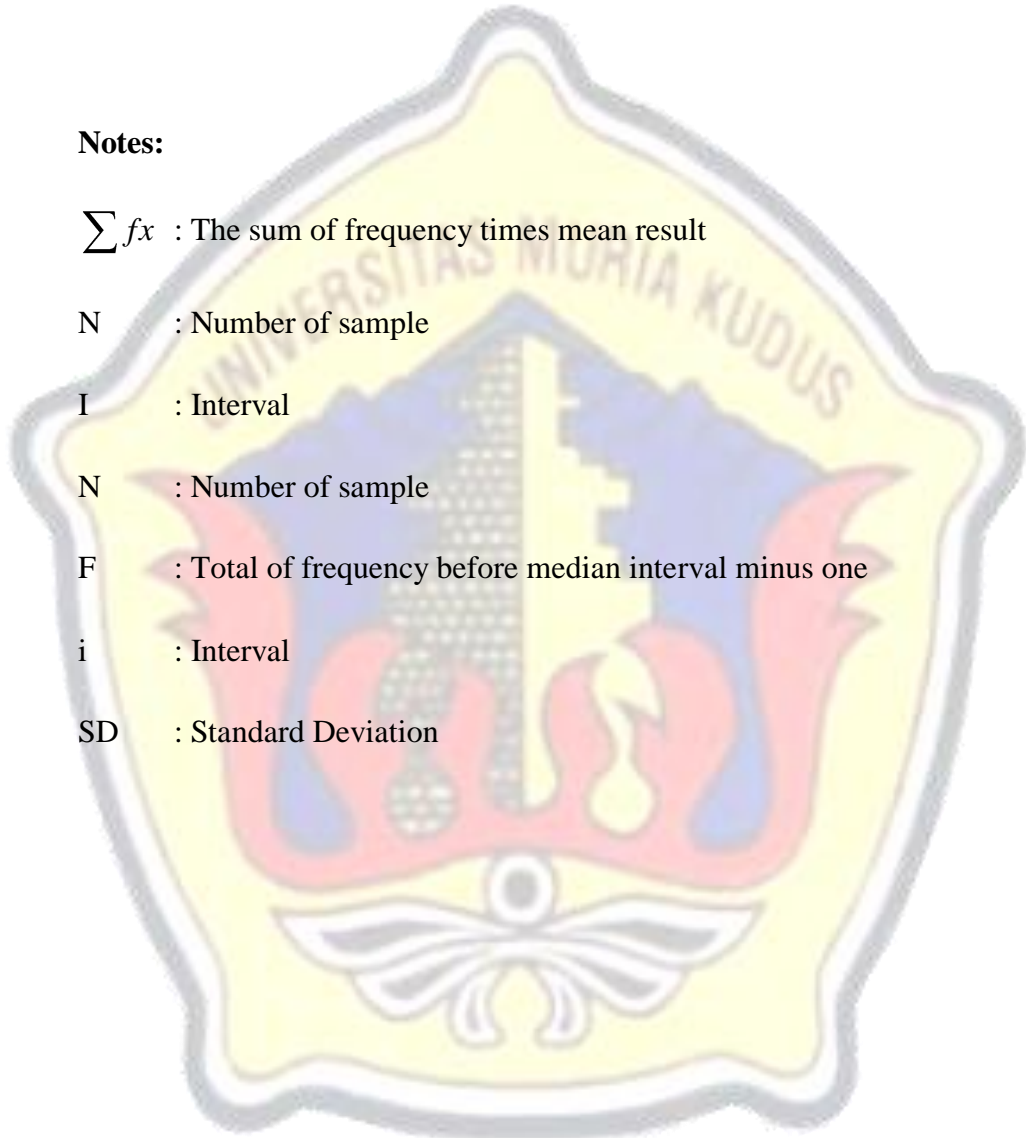 Notes:
∑ fx : The sum of frequency times mean result
UNIVERSITAS MURIA KUDUS
N : Number of sample
I : Interval
N : Number of sample
F : Total of frequency before median interval minus one
i : Interval
SD : Standard Deviation